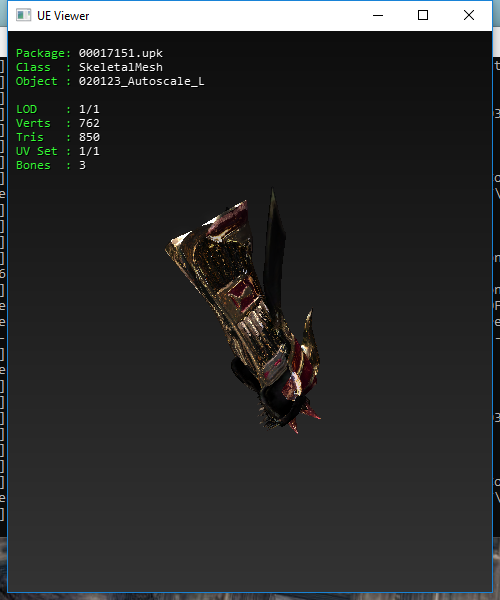 UE Viewer
Package: 00017151.upk
Class : SkeletalMesh
Object : 020123_Autoscale_L
LOD : 1/1
Verts : 762
Tris : 850
UV Set : 1/1
Bones : 3